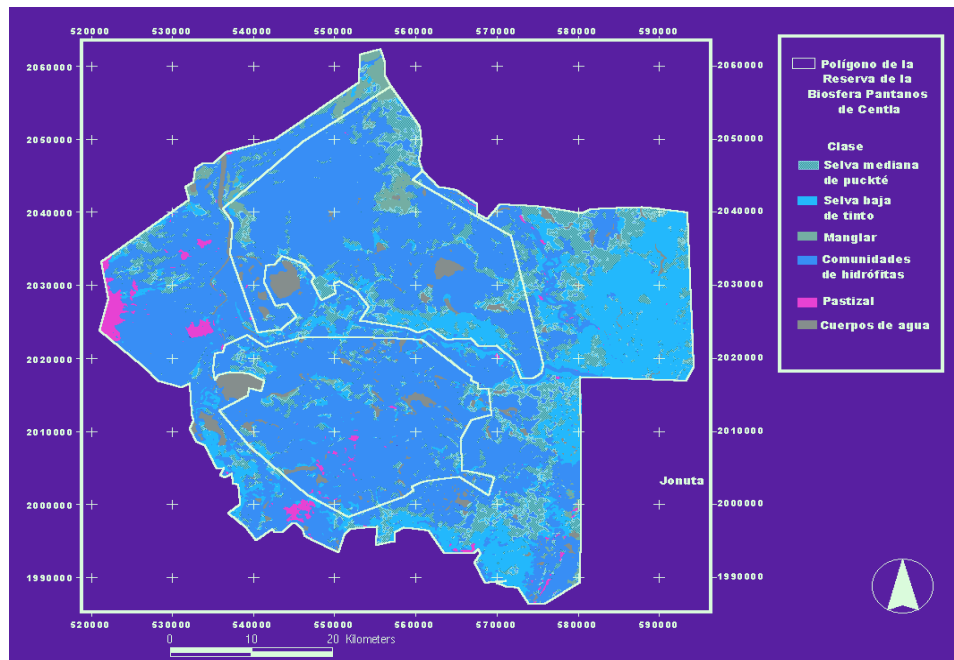 520000 530000 540000 550000 560000 570000 580000 590000
2060000 2060000
2050000 2050000
2040000 2040000
2030000 2030000
2020000 2020000
2010000 2010000
2000000 2000000
1990000 1990000
Jonuta
520000 530000 540000 550000 560000 570000 580000 590000
0 10 20 Kilometers
Polígono de la
Reserva de la
Biosfera Pantanos
de Centla
Clase
Selva mediana
de puckté
Selva baja
de tinto
Manglar
Comunidades
de hidrófitas
Pastizal
Cuerpos de agua